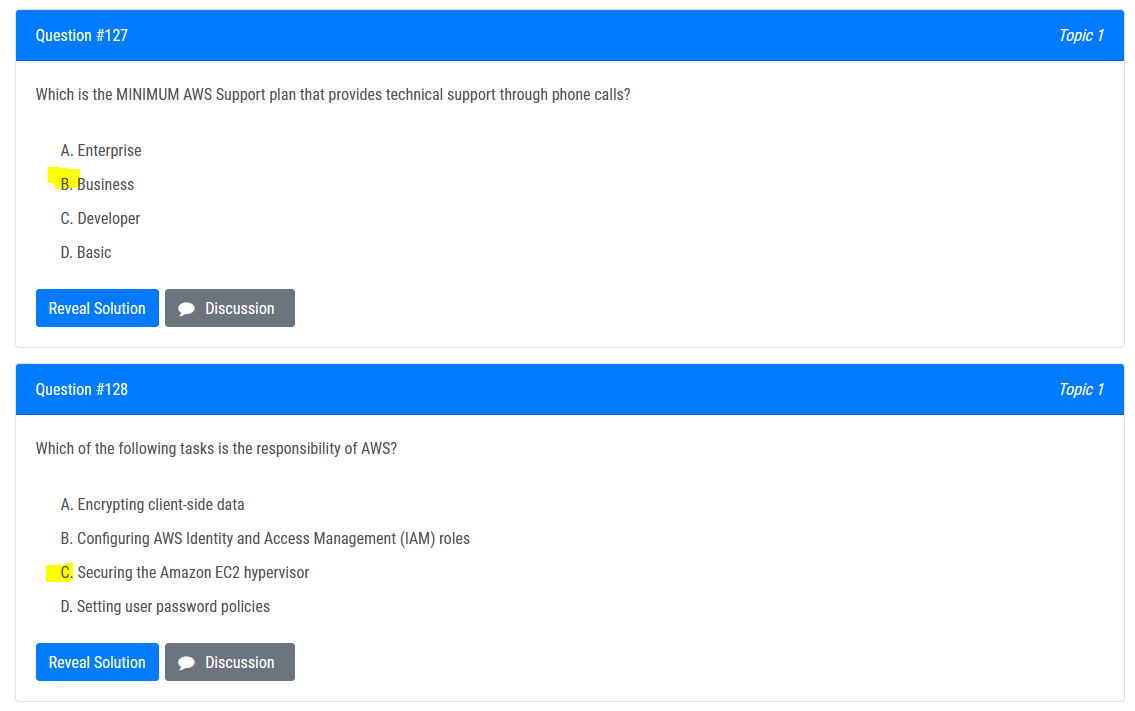 Question #127
Topic 1
Which is the MINIMUM AWS Support plan that provides technical support through phone calls?
A. Enterprise
B. Business
C. Developer
D. Basic
Reveal Solution
Discussion
Question #128
Topic 1
Which of the following tasks is the responsibility of AWS?
A. Encrypting client-side data
B. Configuring AWS Identity and Access Management (IAM) roles
C. Securing the Amazon EC2 hypervisor
D. Setting user password policies
Reveal Solution
Discussion